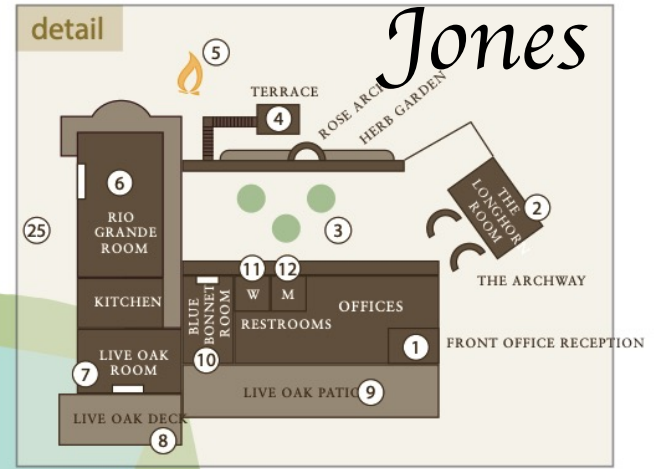 detail
Jones
5
TERRACE
4
ROSE
HERB GARDEN
6
RIO
GRANDE
ROOM
25
3
THE
ROOM
2
THE ARCHWAY
11
12
W
M
KITCHEN
BLUE
BONNET
ROOM
RESTROOMS
OFFICES
10
1
FRONT OFFICE RECEPTION
LIVE OAK
ROOM
7
LIVE OAK PATIO
9
LIVE OAK DECK
8